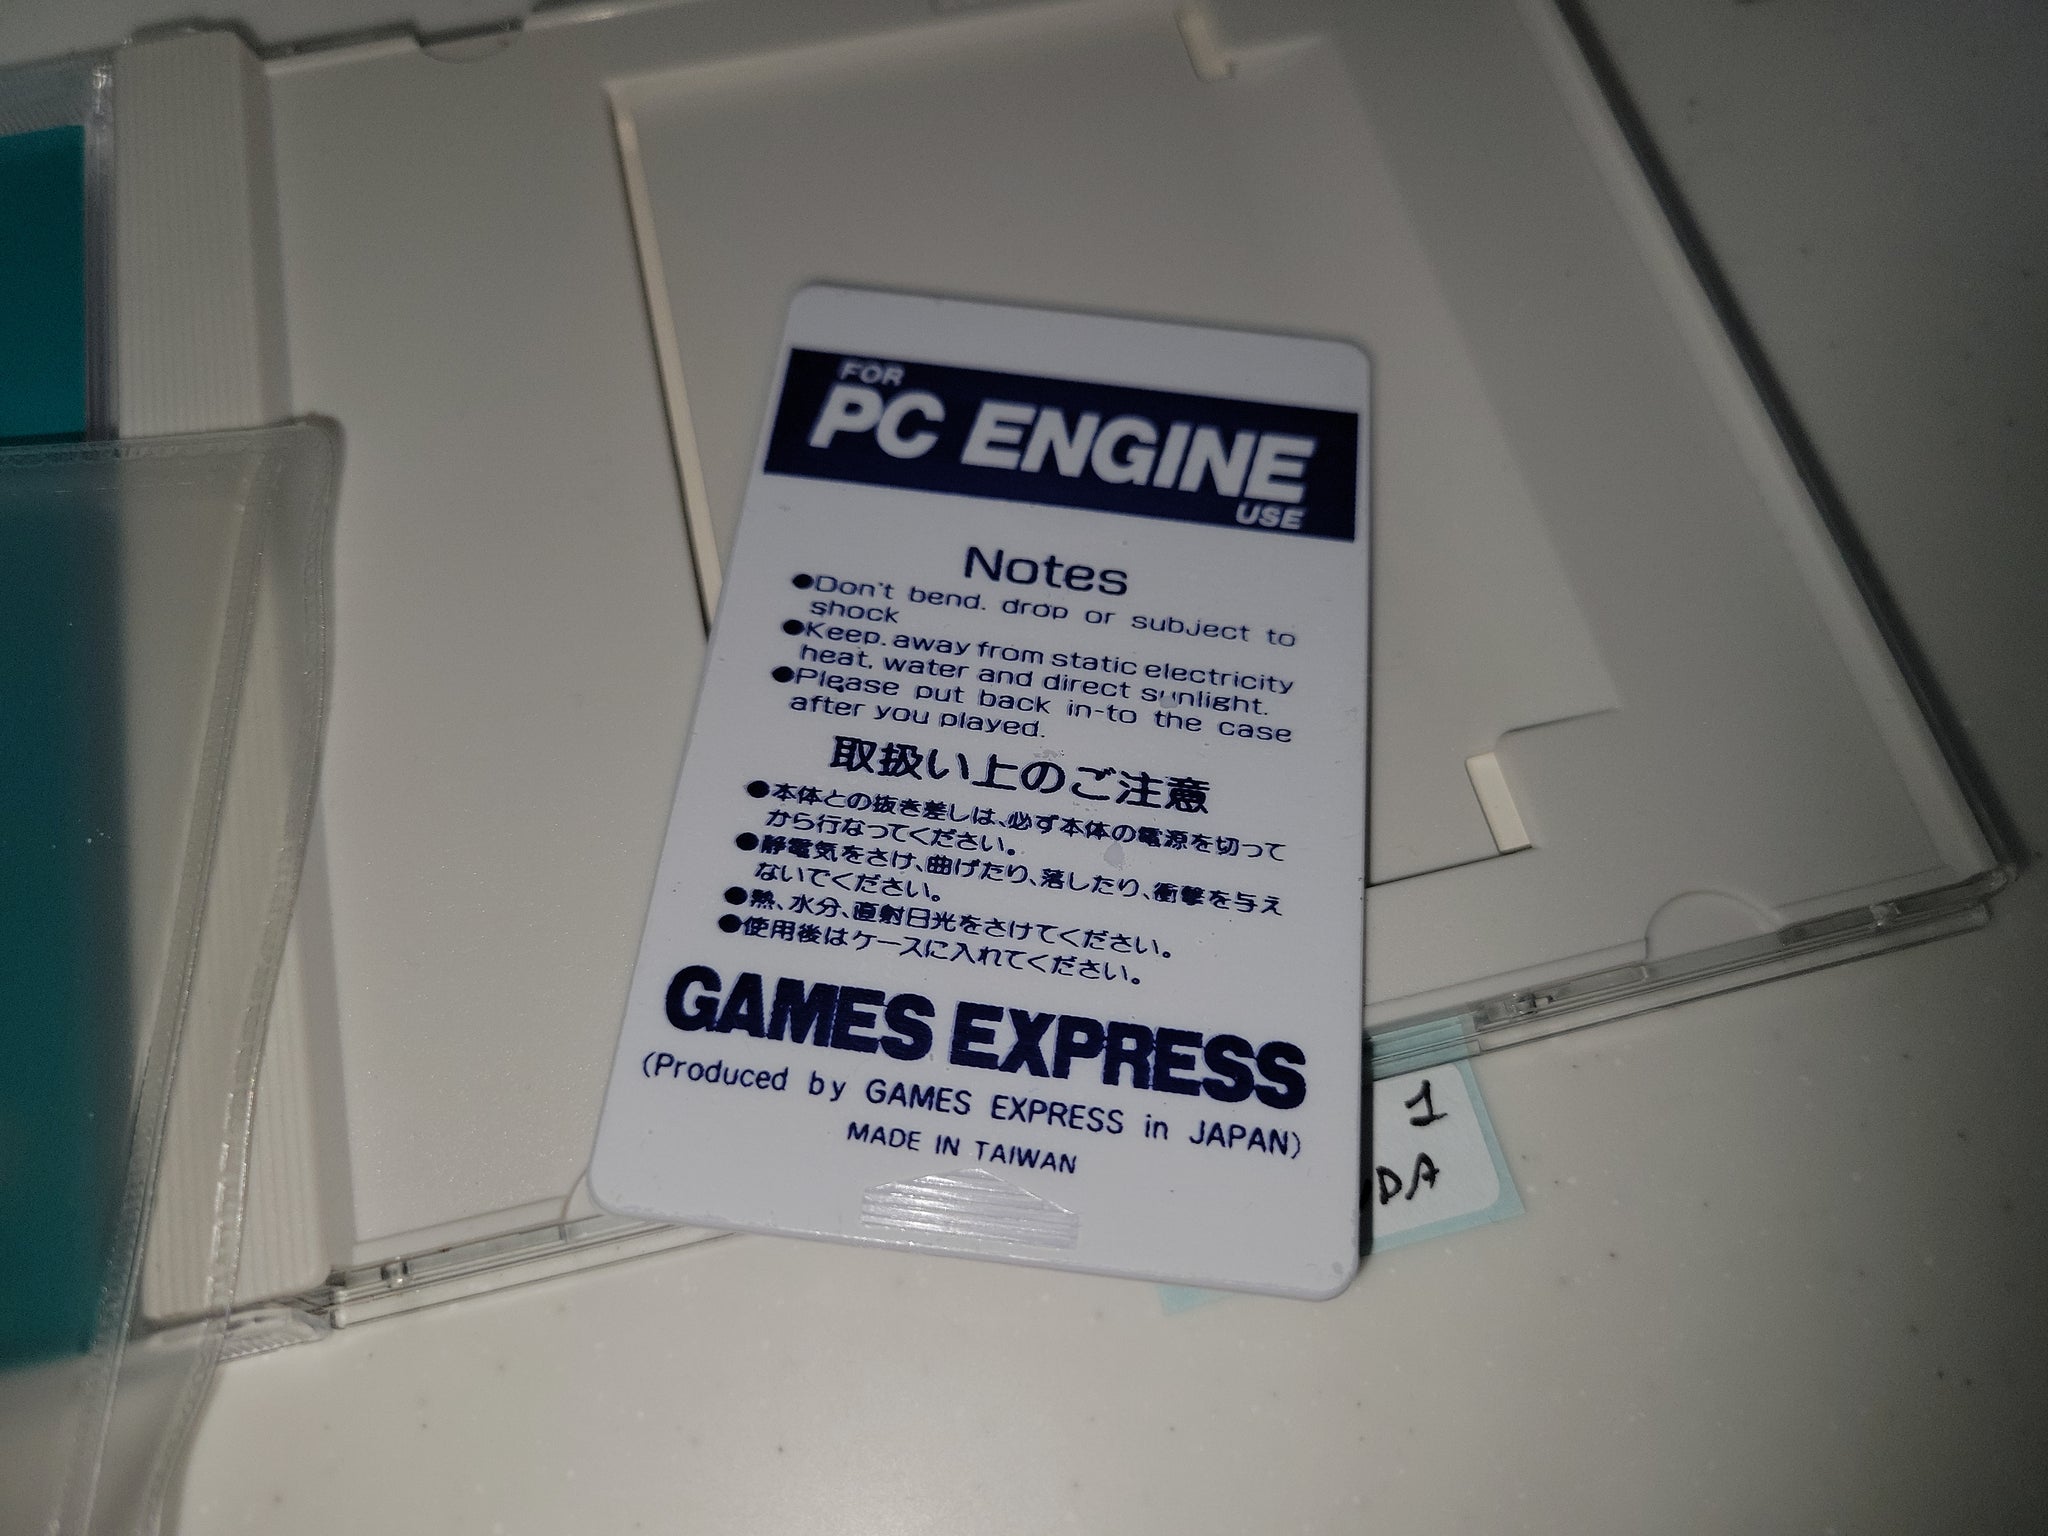 FOR
PC ENGINE
USE
Notes
●Don't bend. drop or subject to
shock
●Keep. away from static electricity
heat. water and direct sunlight.
●Please put back in-to the case
after you played.
取扱い上のご注意
●本体との抜き差しは、必ず本体の電源を切って
から行なってください。
●静電気をさけ、曲げたり、落したり、衝撃を与え
ないでください。
●熱、水分、直射日光をさけてください。
●使用後はケースに入れてください。
GAMES EXPRESS
(Produced by GAMES EXPRESS in JAPAN)
MADE IN TAIWAN
1
DA